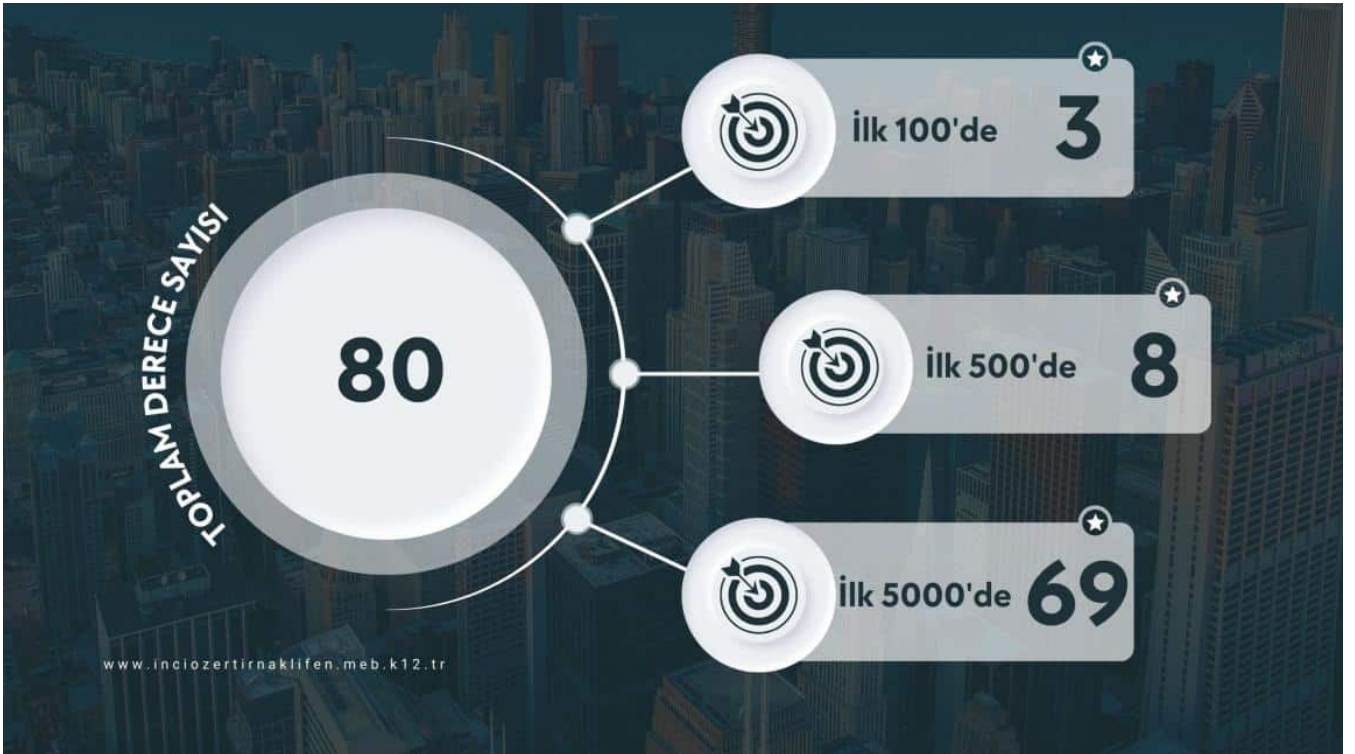 TOPLAM DERECE SAYISI
80
İlk 100'de 3
İlk 500'de 8
İlk 5000'de 69
www.inciozertirnaklifen.meb.k12.tr